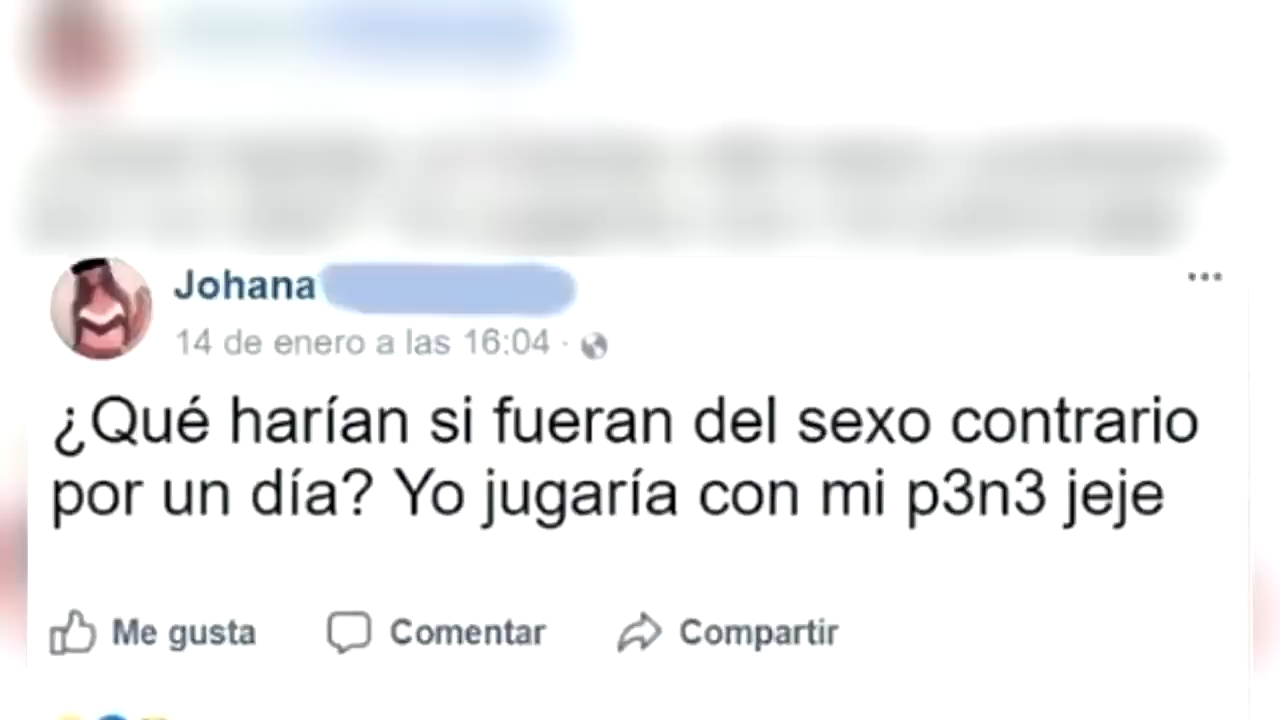 Johana
14 de enero a las 16:04 ·
¿Qué harían si fueran del sexo contrario
por un día? Yo jugaría con mi p3n3 jeje
Me gusta Comentar Compartir